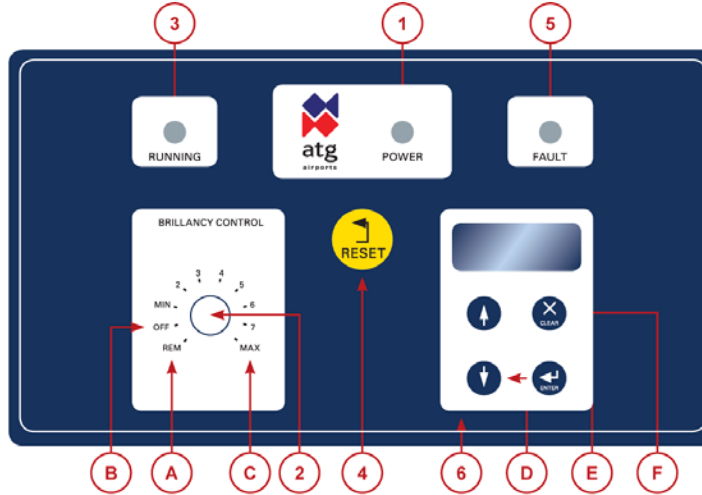 3
1
5
RUNNING
atg
airports
POWER
FAULT
BRILLANCY CONTROL
3 4
2 5
MIN 6
OFF 7
REM MAX
RESET
CLEAR
ENTER
B A C 2 4 6 D E F